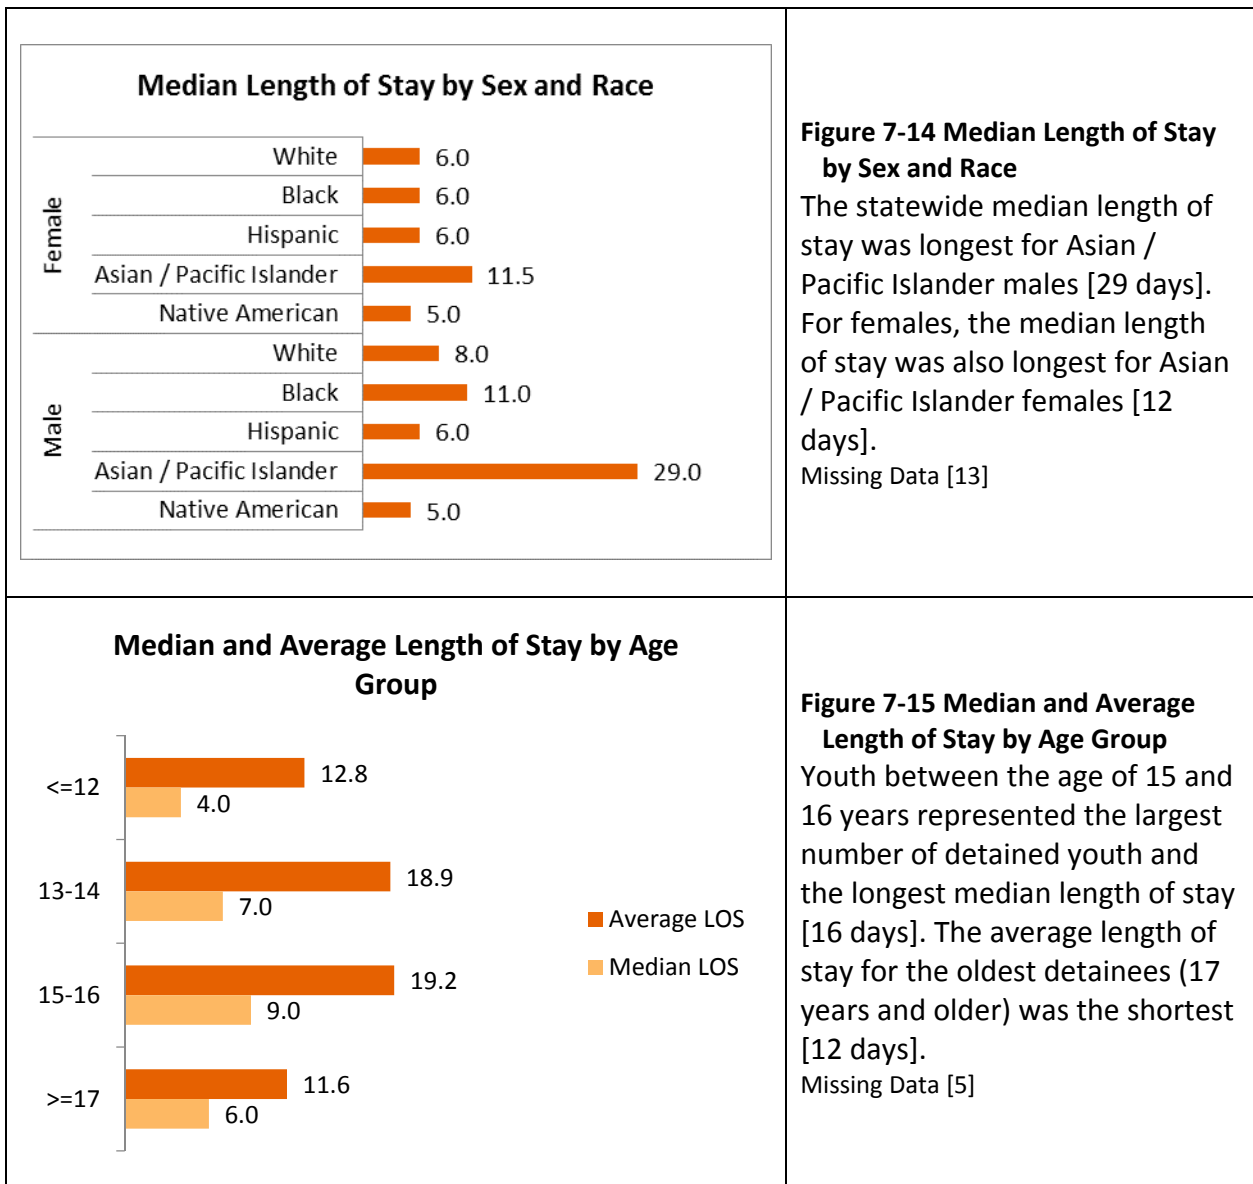 Median Length of Stay by Sex and Race
Female
White 6.0
Black 6.0
Hispanic 6.0
Asian / Pacific Islander 11.5
Native American 5.0
Male
White 8.0
Black 11.0
Hispanic 6.0
Asian / Pacific Islander 29.0
Native American 5.0
Figure 7-14 Median Length of Stay
by Sex and Race
The statewide median length of
stay was longest for Asian /
Pacific Islander males [29 days].
For females, the median length
of stay was also longest for Asian
/ Pacific Islander females [12
days].
Missing Data [13]
Median and Average Length of Stay by Age
Group
<=12
12.8
4.0
13-14
18.9
7.0
15-16
19.2
9.0
>=17
11.6
6.0
Average LOS
Median LOS
Figure 7-15 Median and Average
Length of Stay by Age Group
Youth between the age of 15 and
16 years represented the largest
number of detained youth and
the longest median length of stay
[16 days]. The average length of
stay for the oldest detainees (17
years and older) was the shortest
[12 days].
Missing Data [5]